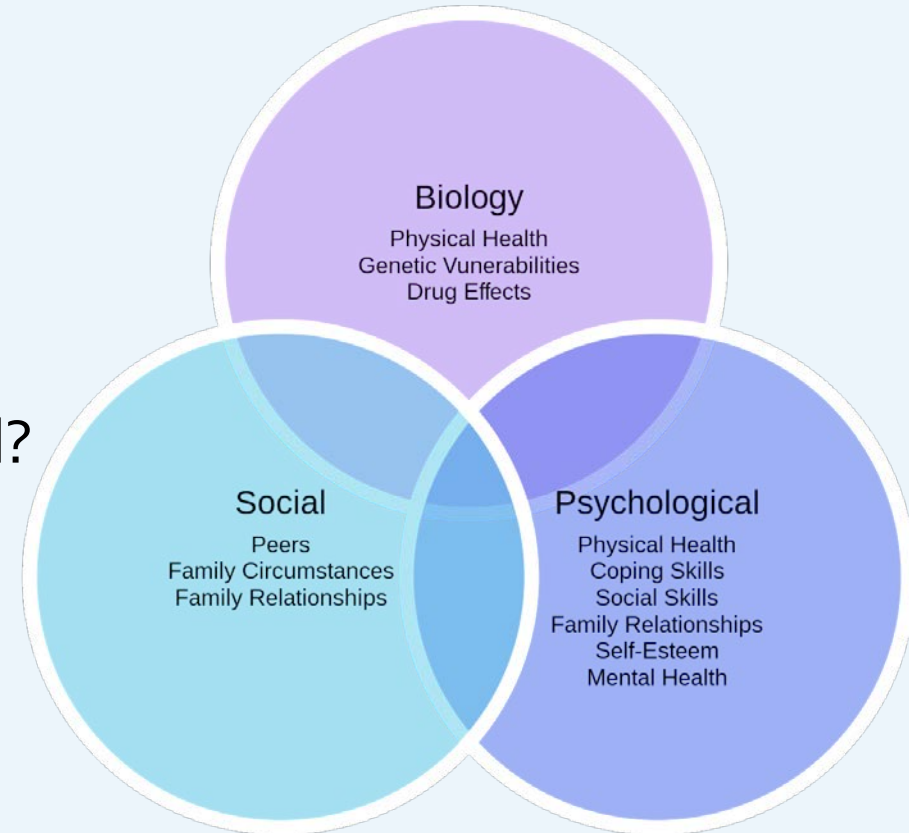 Biology
Physical Health
Genetic Vunerabilities
Drug Effects
?
Social
Peers
Family Circumstances
Family Relationships
Psychological
Physical Health
Coping Skills
Social Skills
Family Relationships
Self-Esteem
Mental Health